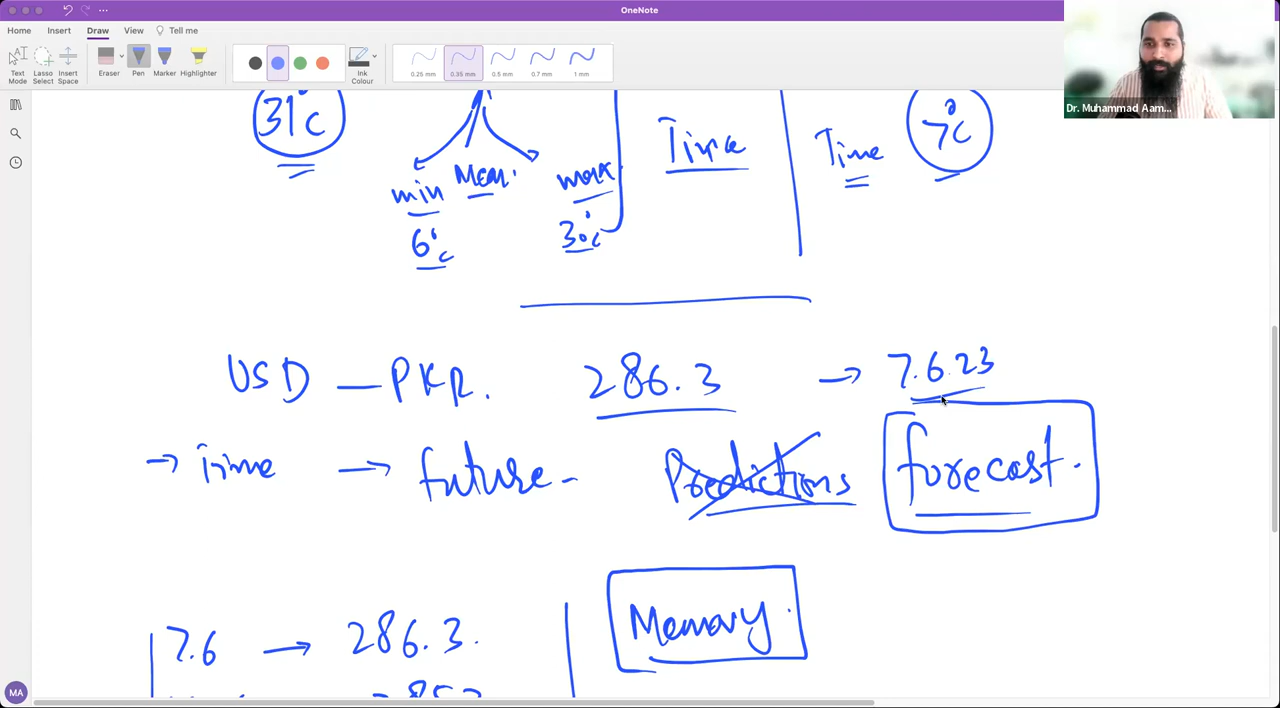 OneNote
Home Insert Draw View Tell me
Text Mode
Lasso Select
Insert Space
Eraser
Pen
Marker
Highlighter
Ink Colour
0.25 mm
0.35 mm
0.5 mm
0.7 mm
1 mm
Dr. Muhammad Aam...
31°C
min
Mean.
max
6°C
30°C
Time
Time
7°C
USD — PKR. 286.3 → 7.6.23
→ Time → future - Predictions forecast.
Memory.
7.6 → 286.3.
MA